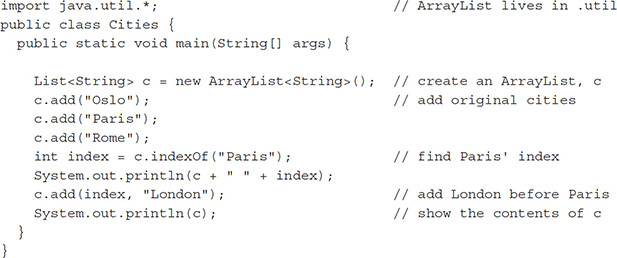 import java.util.*;                              // ArrayList lives in .util
public class Cities {
  public static void main(String[] args) {

    List<String> c = new ArrayList<String>();  // create an ArrayList, c
    c.add("Oslo");                               // add original cities
    c.add("Paris");
    c.add("Rome");
    int index = c.indexOf("Paris");              // find Paris' index
    System.out.println(c + " " + index);
    c.add(index, "London");                      // add London before Paris
    System.out.println(c);                       // show the contents of c
  }
}